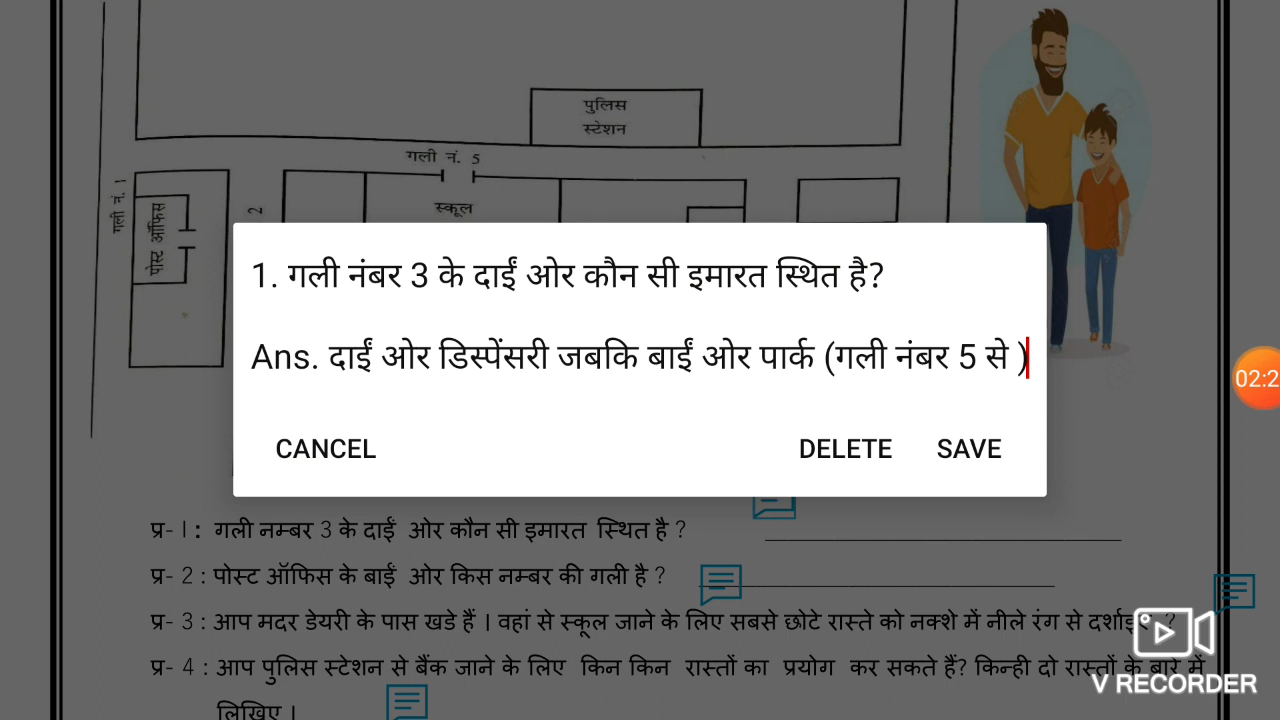 पुलिस
स्टेशन
गली नं. 5
गली नं. 1
पोस्ट ऑफिस
2
स्कूल
1. गली नंबर 3 के दाईं ओर कौन सी इमारत स्थित है?
Ans. दाईं ओर डिस्पेंसरी जबकि बाईं ओर पार्क (गली नंबर 5 से )
CANCEL DELETE SAVE
02:2
प्र- 1: गली नम्बर 3 के दाईं ओर कौन सी इमारत स्थित है ?
प्र- 2 : पोस्ट ऑफिस के बाईं ओर किस नम्बर की गली है ?
प्र- 3 : आप मदर डेयरी के पास खडे हैं । वहां से स्कूल जाने के लिए सबसे छोटे रास्ते को नक्शे में नीले रंग से दर्शाइए ?
प्र- 4 : आप पुलिस स्टेशन से बैंक जाने के लिए किन किन रास्तों का प्रयोग कर सकते हैं? किन्ही दो रास्तों के बारे में
लिखिए ।
V RECORDER